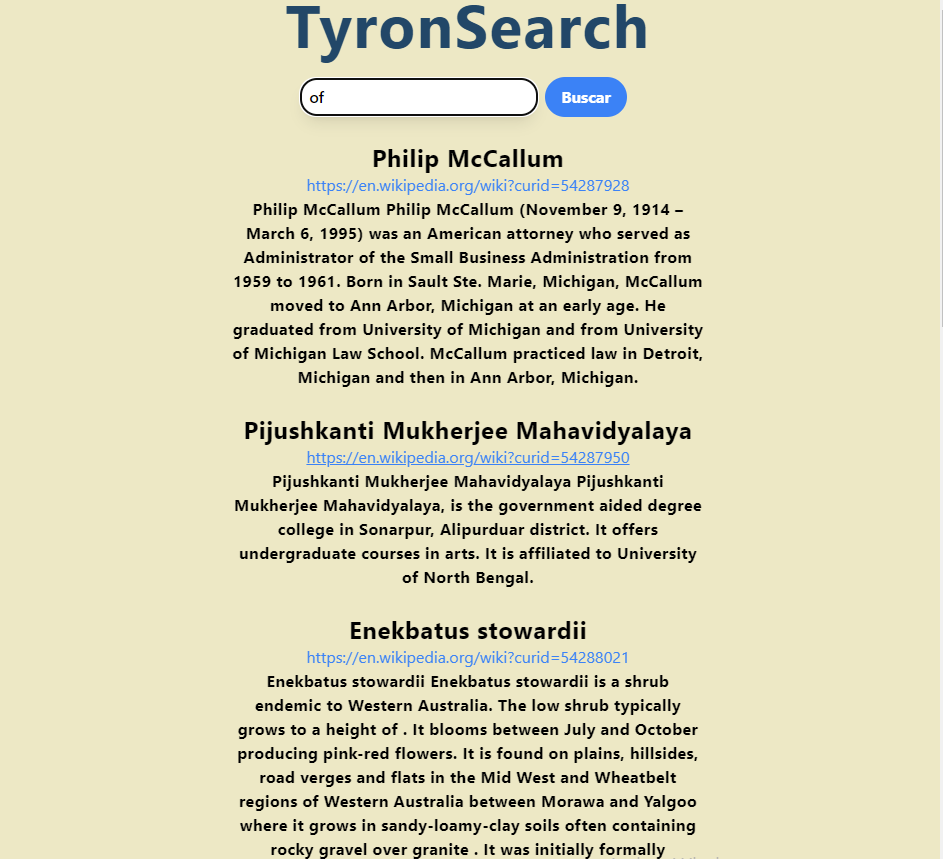 TyronSearch
of
Buscar
Philip McCallum
https://en.wikipedia.org/wiki?curid=54287928
Philip McCallum Philip McCallum (November 9, 1914 –
March 6, 1995) was an American attorney who served as
Administrator of the Small Business Administration from
1959 to 1961. Born in Sault Ste. Marie, Michigan, McCallum
moved to Ann Arbor, Michigan at an early age. He
graduated from University of Michigan and from University
of Michigan Law School. McCallum practiced law in Detroit,
Michigan and then in Ann Arbor, Michigan.
Pijushkanti Mukherjee Mahavidyalaya
https://en.wikipedia.org/wiki?curid=54287950
Pijushkanti Mukherjee Mahavidyalaya Pijushkanti
Mukherjee Mahavidyalaya, is the government aided degree
college in Sonarpur, Alipurduar district. It offers
undergraduate courses in arts. It is affiliated to University
of North Bengal.
Enekbatus stowardii
https://en.wikipedia.org/wiki?curid=54288021
Enekbatus stowardii Enekbatus stowardii is a shrub
endemic to Western Australia. The low shrub typically
grows to a height of . It blooms between July and October
producing pink-red flowers. It is found on plains, hillsides,
road verges and flats in the Mid West and Wheatbelt
regions of Western Australia between Morawa and Yalgoo
where it grows in sandy-loamy-clay soils often containing
rocky gravel over granite . It was initially formally